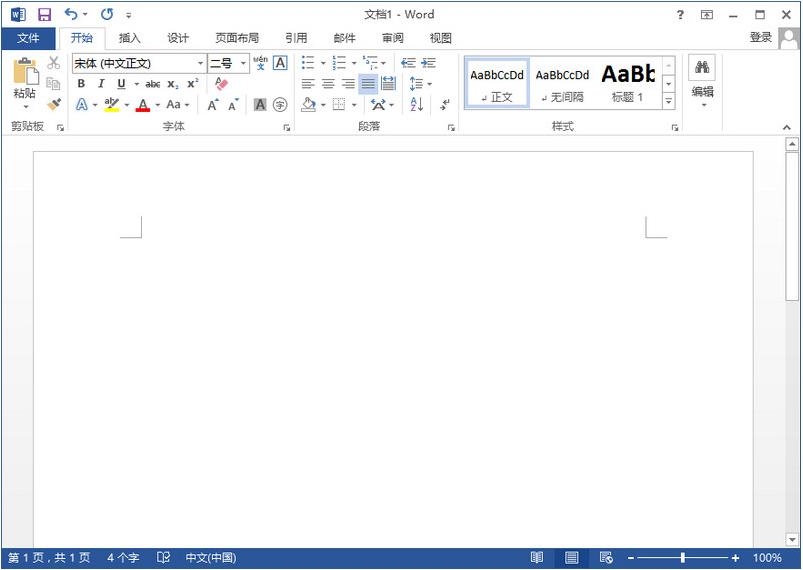 文档1 - Word
?
文件 开始 插入 设计 页面布局 引用 邮件 审阅 视图 登录
宋体 (中文正文) 二号 wén 文 A
B I U abc X₂ X²
A ab A Aa A A A 字 A Z
粘贴
AaBbCcDd AaBbCcDd AaBb
↲ 正文 ↲ 无间隔 标题 1
编辑
剪贴板 字体 段落 样式
第 1 页，共 1 页 4 个字 中文(中国) 100%